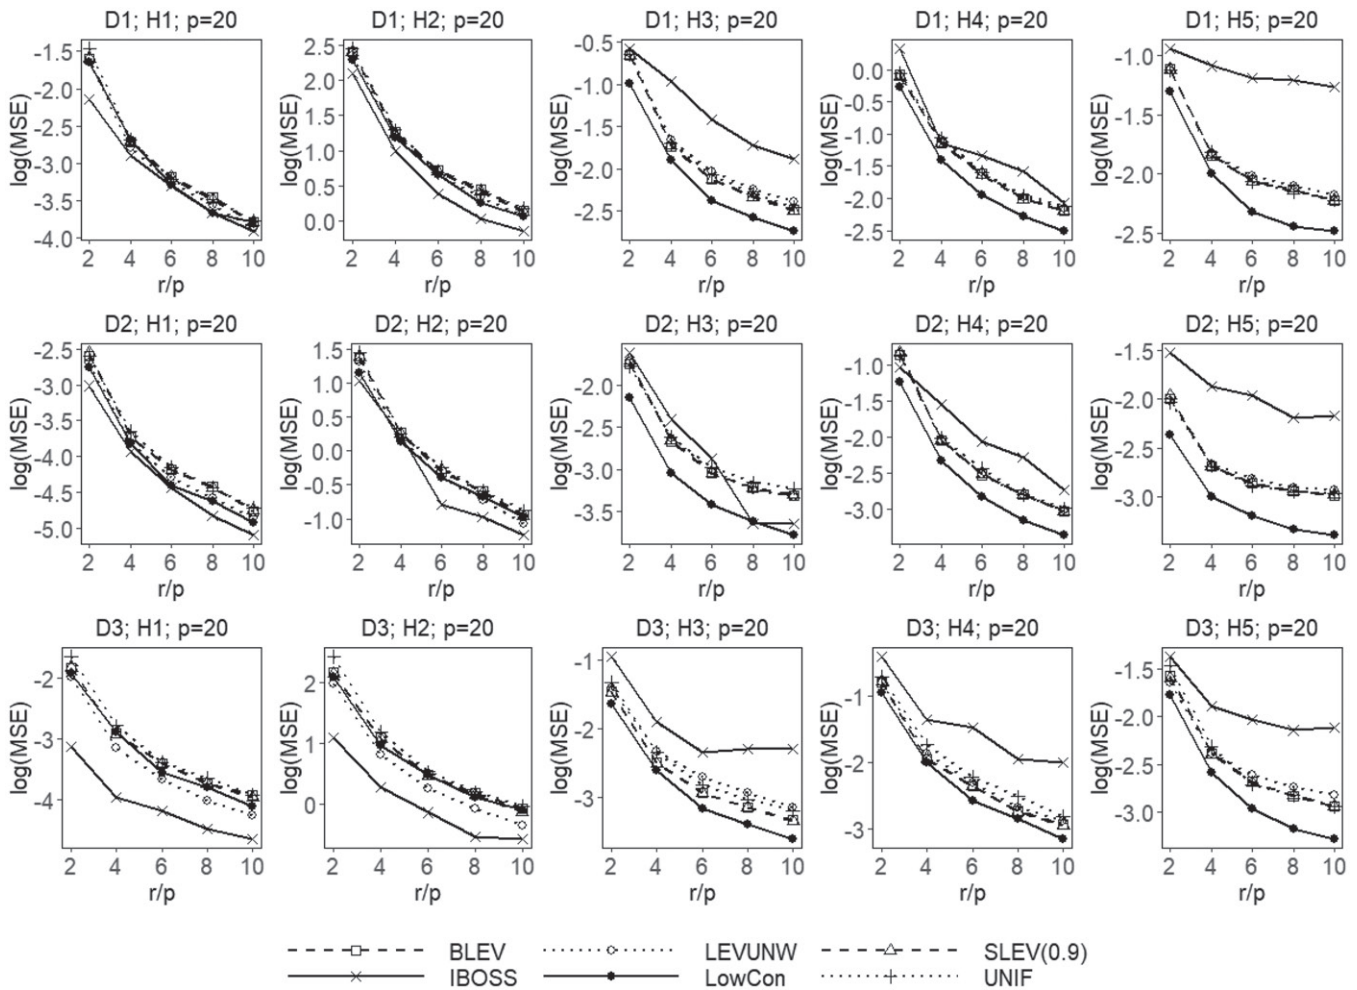 D1; H1; p=20 D1; H2; p=20 D1; H3; p=20 D1; H4; p=20 D1; H5; p=20
log(MSE) -1.5 -2.0 -2.5 -3.0 -3.5 -4.0
log(MSE) 2.5 2.0 1.5 1.0 0.5 0.0
log(MSE) -0.5 -1.0 -1.5 -2.0 -2.5
log(MSE) 0.0 -0.5 -1.0 -1.5 -2.0 -2.5
log(MSE) -1.0 -1.5 -2.0 -2.5
2 4 6 8 10 2 4 6 8 10 2 4 6 8 10 2 4 6 8 10 2 4 6 8 10
r/p r/p r/p r/p r/p
D2; H1; p=20 D2; H2; p=20 D2; H3; p=20 D2; H4; p=20 D2; H5; p=20
log(MSE) -2.5 -3.0 -3.5 -4.0 -4.5 -5.0
log(MSE) 1.5 1.0 0.5 0.0 -0.5 -1.0
log(MSE) -2.0 -2.5 -3.0 -3.5
log(MSE) -1.0 -1.5 -2.0 -2.5 -3.0
log(MSE) -1.5 -2.0 -2.5 -3.0
2 4 6 8 10 2 4 6 8 10 2 4 6 8 10 2 4 6 8 10 2 4 6 8 10
r/p r/p r/p r/p r/p
D3; H1; p=20 D3; H2; p=20 D3; H3; p=20 D3; H4; p=20 D3; H5; p=20
log(MSE) -2 -3 -4
log(MSE) 2 1 0
log(MSE) -1 -2 -3
log(MSE) -1 -2 -3
log(MSE) -1.5 -2.0 -2.5 -3.0
2 4 6 8 10 2 4 6 8 10 2 4 6 8 10 2 4 6 8 10 2 4 6 8 10
r/p r/p r/p r/p r/p
BLEV LEVUNW SLEV(0.9)
IBOSS LowCon UNIF